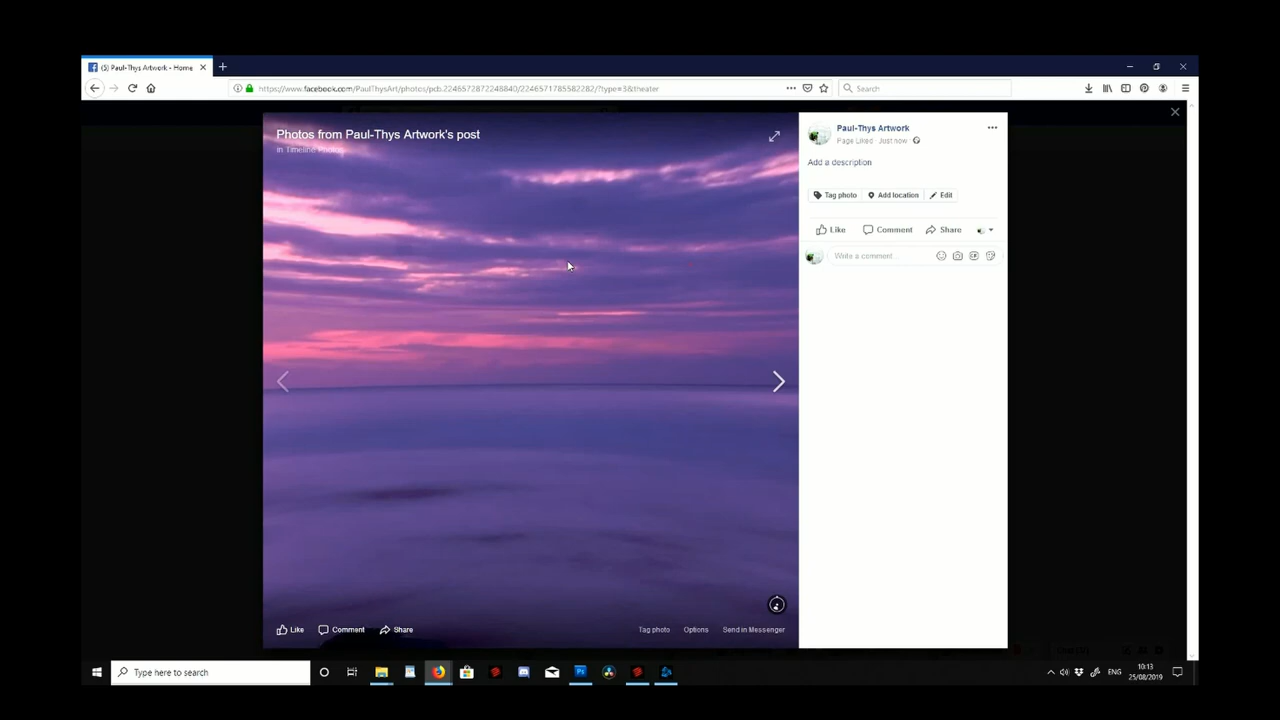 (5) Paul-Thys Artwork - Home
https://www.facebook.com/PaulThysArt/photos/pcb.2246572872248840/2246571785582282/?type=3&theater
Search
Photos from Paul-Thys Artwork's post
in Timeline Photos
Paul-Thys Artwork
Page Liked · Just now ·
Add a description
Tag photo Add location Edit
Like Comment Share
Write a comment...
Like Comment Share
Tag photo Options Send in Messenger
Type here to search
Ps
ENG
10:13
25/08/2019